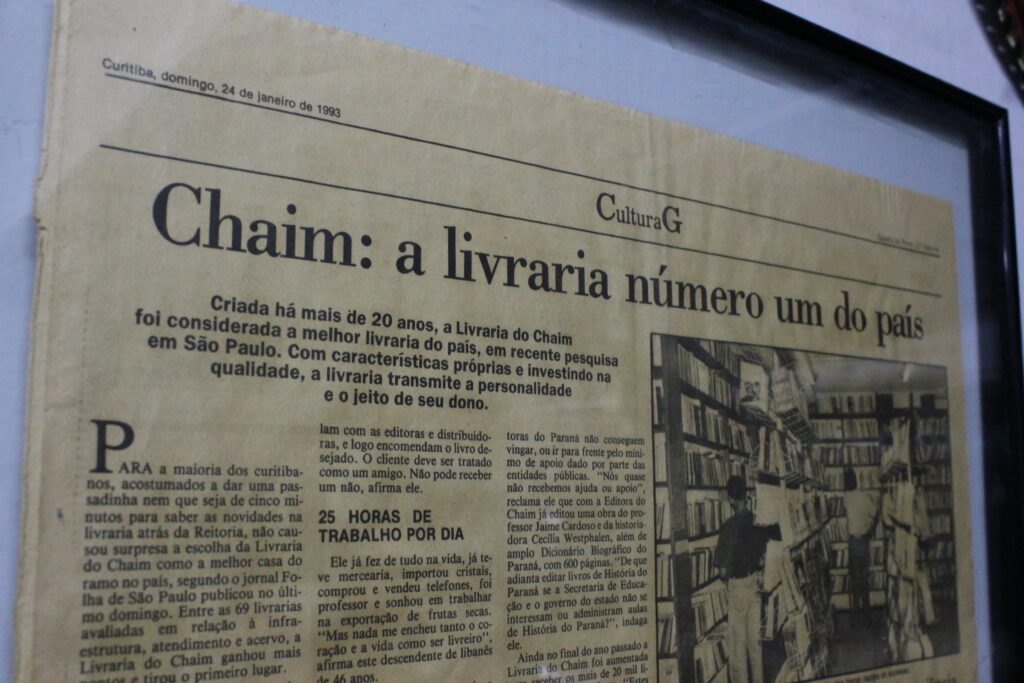 Curitiba, domingo, 24 de janeiro de 1993
CulturaG
Chaim: a livraria número um do país
Criada há mais de 20 anos, a Livraria do Chaim
foi considerada a melhor livraria do país, em recente pesquisa
em São Paulo. Com características próprias e investindo na
qualidade, a livraria transmite a personalidade
e o jeito de seu dono.
PARA a maioria dos curitiba-
nos, acostumados a dar uma pas-
sadinha nem que seja de cinco mi-
nutos para saber as novidades na
livraria atrás da Reitoria, não cau-
sou surpresa a escolha da Livraria
do Chaim como a melhor casa do
ramo no país, segundo o jornal Fo-
lha de São Paulo publicou no últi-
mo domingo. Entre as 69 livrarias
avaliadas em relação à infra-
estrutura, atendimento e acervo, a
Livraria do Chaim ganhou mais
pontos e tirou o primeiro lugar.
lam com as editoras e distribuido-
ras, e logo encomendam o livro de-
sejado. O cliente deve ser tratado
como um amigo. Não pode receber
um não, afirma ele.
25 HORAS DE
TRABALHO POR DIA
Ele já fez de tudo na vida, já te-
ve mercearia, importou cristais,
comprou e vendeu telefones, foi
professor e sonhou em trabalhar
na exportação de frutas secas.
"Mas nada me encheu tanto o co-
ração e a vida como ser livreiro",
afirma este descendente de libanês
de 46 anos.
toras do Paraná não conseguem
vingar, ou ir para frente pelo míni-
mo de apoio dado por parte das
entidades públicas. "Nós quase
não recebemos ajuda ou apoio",
reclama ele que com a Editora do
Chaim já editou uma obra do pro-
fessor Jaime Cardoso e da historia-
dora Cecília Westphalen, além de
amplo Dicionário Biográfico do
Paraná, com 600 páginas. "De que
adianta editar livros de História do
Paraná se a Secretaria de Educa-
ção e o governo do estado não se
interessam ou administram aulas
de História do Paraná?", indaga
ele.
Ainda no final do ano passado a
Livraria do Chaim foi aumentada
receber os mais de 20 mil li-